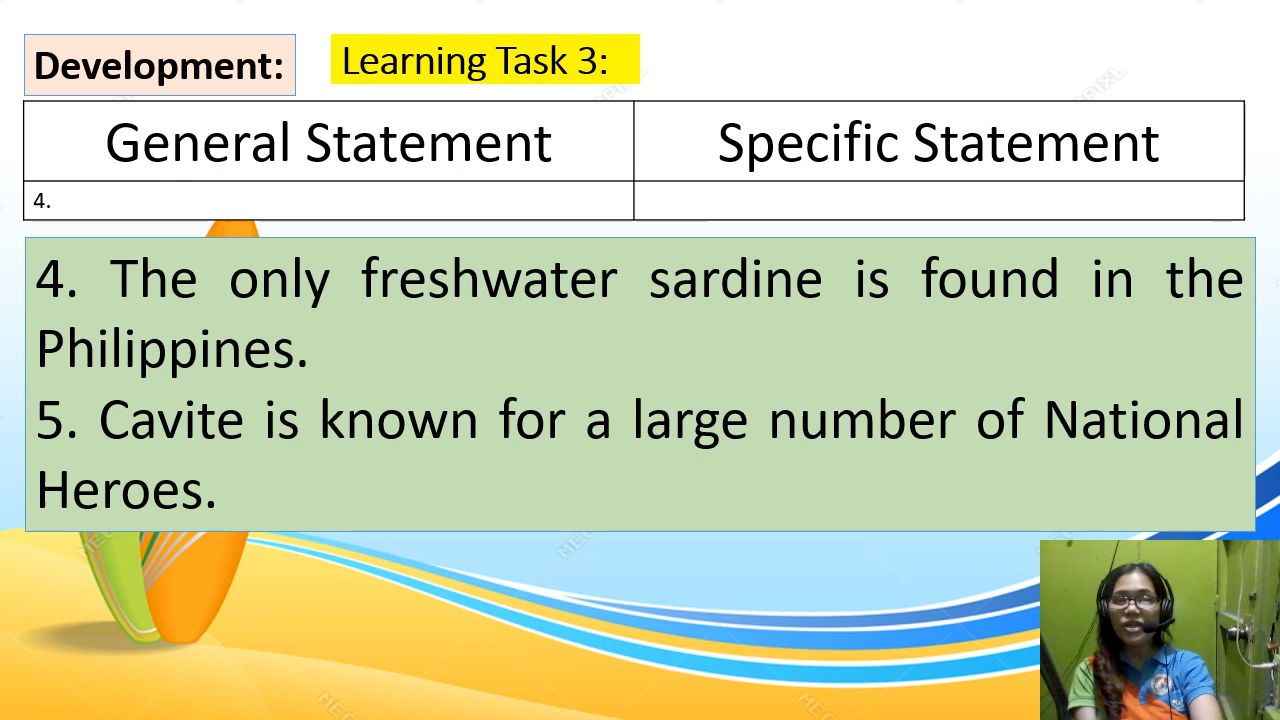 Development:
Learning Task 3:
General Statement
Specific Statement
4.
4. The only freshwater sardine is found in the
Philippines.
5. Cavite is known for a large number of National
Heroes.